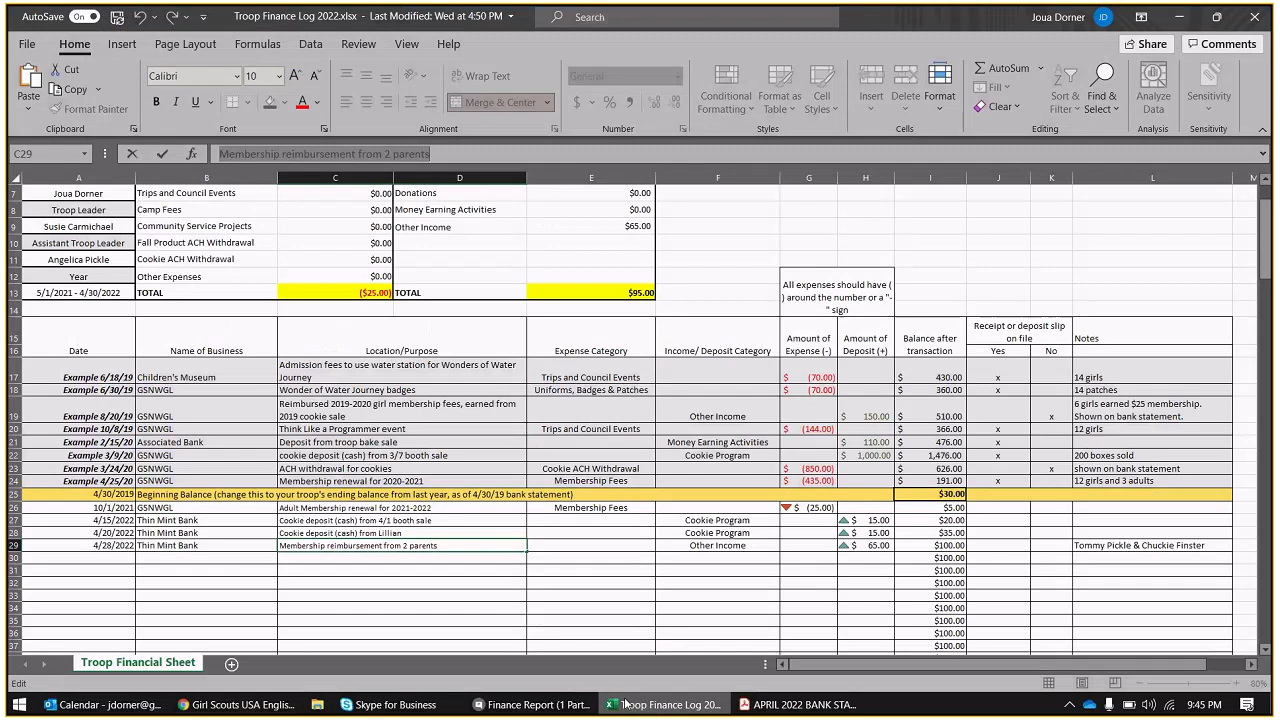 AutoSave On Troop Finance Log 2022.xlsx - Last Modified: Wed at 4:50 PM Search Joua Dorner JD
File Home Insert Page Layout Formulas Data Review View Help Share Comments
Paste Cut Copy Format Painter Calibri 10 Wrap Text Merge & Center General Conditional Formatting Format as Table Cell Styles Insert Delete Format AutoSum Fill Clear Sort & Filter Find & Select Analyze Data Sensitivity
Clipboard Font Alignment Number Styles Cells Editing Analysis Sensitivity
C29 fx Membership reimbursement from 2 parents
A B C D E F G H I J K L M
7 Joua Dorner Trips and Council Events $0.00 Donations $0.00
8 Troop Leader Camp Fees $0.00 Money Earning Activities $0.00
9 Susie Carmichael Community Service Projects $0.00 Other Income $65.00
10 Assistant Troop Leader Fall Product ACH Withdrawal $0.00
11 Angelica Pickle Cookie ACH Withdrawal $0.00
12 Year Other Expenses $0.00
13 5/1/2021 - 4/30/2022 TOTAL ($25.00) TOTAL $95.00
14 All expenses should have ( ) around the number or a "-" sign
15 Receipt or deposit slip on file
16 Date Name of Business Location/Purpose Expense Category Income/ Deposit Category Amount of Expense (-) Amount of Deposit (+) Balance after transaction Yes No Notes
17 Example 6/18/19 Children's Museum Admission fees to use water station for Wonders of Water Journey Trips and Council Events $ (70.00) $ 430.00 x 14 girls
18 Example 6/30/19 GSNWGL Wonder of Water Journey badges Uniforms, Badges & Patches $ (70.00) $ 360.00 x 14 patches
19 Example 8/20/19 GSNWGL Reimbursed 2019-2020 girl membership fees, earned from 2019 cookie sale Other Income $ 150.00 $ 510.00 x 6 girls earned $25 membership. Shown on bank statement.
20 Example 10/8/19 GSNWGL Think Like a Programmer event Trips and Council Events $ (144.00) $ 366.00 x 12 girls
21 Example 2/15/20 Associated Bank Deposit from troop bake sale Money Earning Activities $ 110.00 $ 476.00 x
22 Example 3/9/20 GSNWGL cookie deposit (cash) from 3/7 booth sale Cookie Program $ 1,000.00 $ 1,476.00 x 200 boxes sold
23 Example 3/24/20 GSNWGL ACH withdrawal for cookies Cookie ACH Withdrawal $ (850.00) $ 626.00 x shown on bank statement
24 Example 4/25/20 GSNWGL Membership renewal for 2020-2021 Membership Fees $ (435.00) $ 191.00 x 12 girls and 3 adults
25 4/30/2019 Beginning Balance (change this to your troop's ending balance from last year, as of 4/30/19 bank statement) $30.00
26 10/1/2021 GSNWGL Adult Membership renewal for 2021-2022 Membership Fees $ (25.00) $5.00
27 4/15/2022 Thin Mint Bank Cookie deposit (cash) from 4/1 booth sale Cookie Program $ 15.00 $20.00
28 4/20/2022 Thin Mint Bank Cookie deposit (cash) from Lillian Cookie Program $ 15.00 $35.00
29 4/28/2022 Thin Mint Bank Membership reimbursement from 2 parents Other Income $ 65.00 $100.00 Tommy Pickle & Chuckie Finster
30 $100.00
31 $100.00
32 $100.00
33 $100.00
34 $100.00
35 $100.00
36 $100.00
37 $100.00
Troop Financial Sheet
Edit 80%
Calendar - jdorner@g... Girl Scouts USA Englis... Skype for Business Finance Report (1 Part... Troop Finance Log 20... APRIL 2022 BANK STA... 9:45 PM